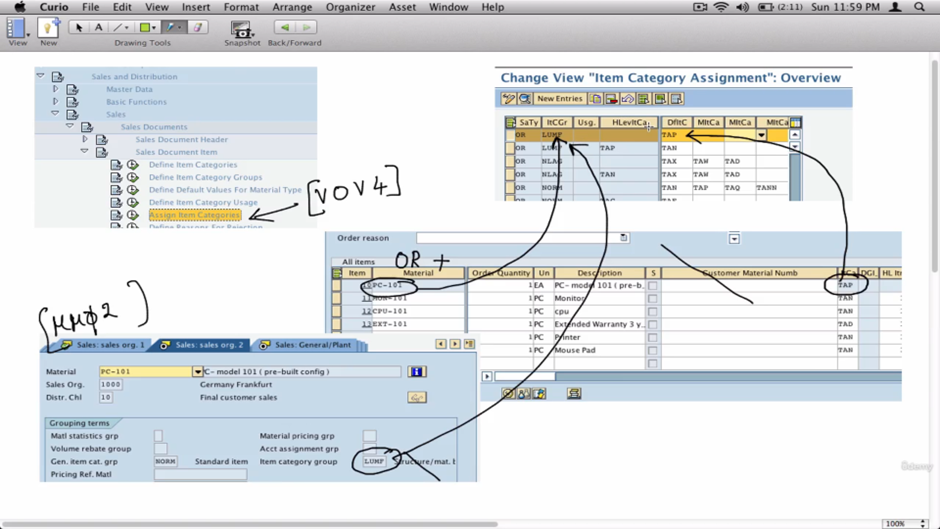 Curio File Edit View Insert Format Arrange Organizer Asset Window Help (2:11) Sun 11:59 PM
View New Drawing Tools Snapshot Back/Forward
Sales and Distribution
Master Data
Basic Functions
Sales
Sales Documents
Sales Document Header
Sales Document Item
Define Item Categories
Define Item Category Groups
Define Default Values For Material Type
Define Item Category Usage
Assign Item Categories
Define Reasons For Rejection
[VOV4]
Change View "Item Category Assignment": Overview
New Entries
SaTy ItCGr Usg. HLevItCa DfItC MItCa MItCa MItCa
OR LUMF TAP
OR TAP TAN
OR NLAG TAX TAW TAD
OR NLAG TAN TAX TAW TAD
OR NORM TAN TAP TAQ TANN
OR NORM
Order reason
All items
OR +
Item Material Order Quantity Un Description S Customer Material Numb DGI HL It
10 PC-101 1 EA PC- model 101 ( pre-b TAP
1 PC Monitor TAN
12 CPU-101 1 PC cpu TAN
13 EXT-101 1 PC Extended Warranty 3 y TAD
1 PC Printer TAN
1 PC Mouse Pad TAN
[MMφ2]
Sales: sales org. 1 Sales: sales org. 2 Sales: General/Plant
Material PC-101 PC- model 101 ( pre-built config )
Sales Org. 1000 Germany Frankfurt
Distr. Chl 10 Final customer sales
Grouping terms
Matl statistics grp Material pricing grp
Volume rebate group Acct assignment grp
Gen. item cat. grp NORM Standard item Item category group LUMF Structure/mat. b
Pricing Ref. Matl
Udemy
100%